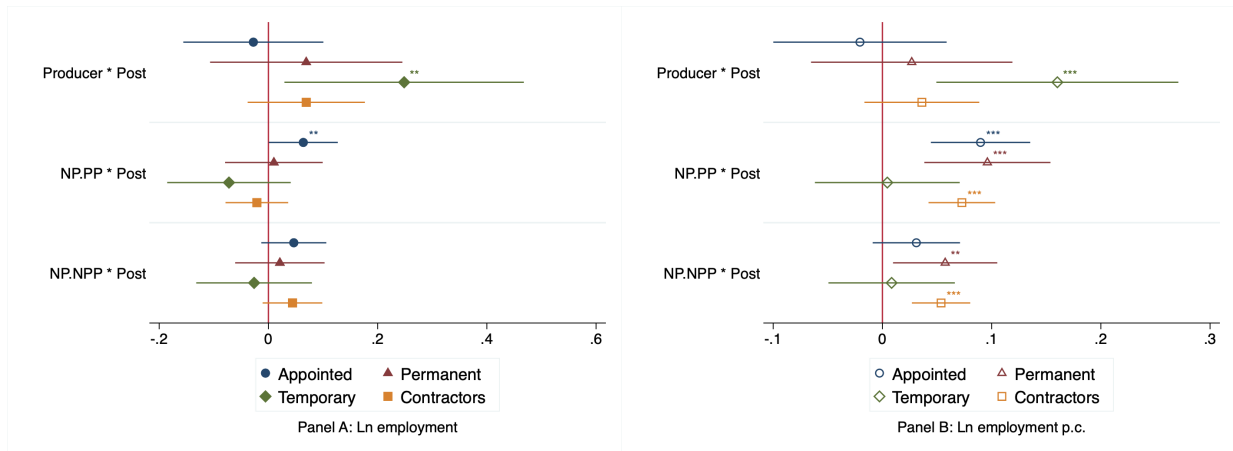 Producer * Post
**
NP.PP * Post
**
NP.NPP * Post
-.2 0 .2 .4 .6
Appointed Permanent
Temporary Contractors
Panel A: Ln employment
Producer * Post
***
NP.PP * Post
***
***
***
NP.NPP * Post
**
***
-.1 0 .1 .2 .3
Appointed Permanent
Temporary Contractors
Panel B: Ln employment p.c.